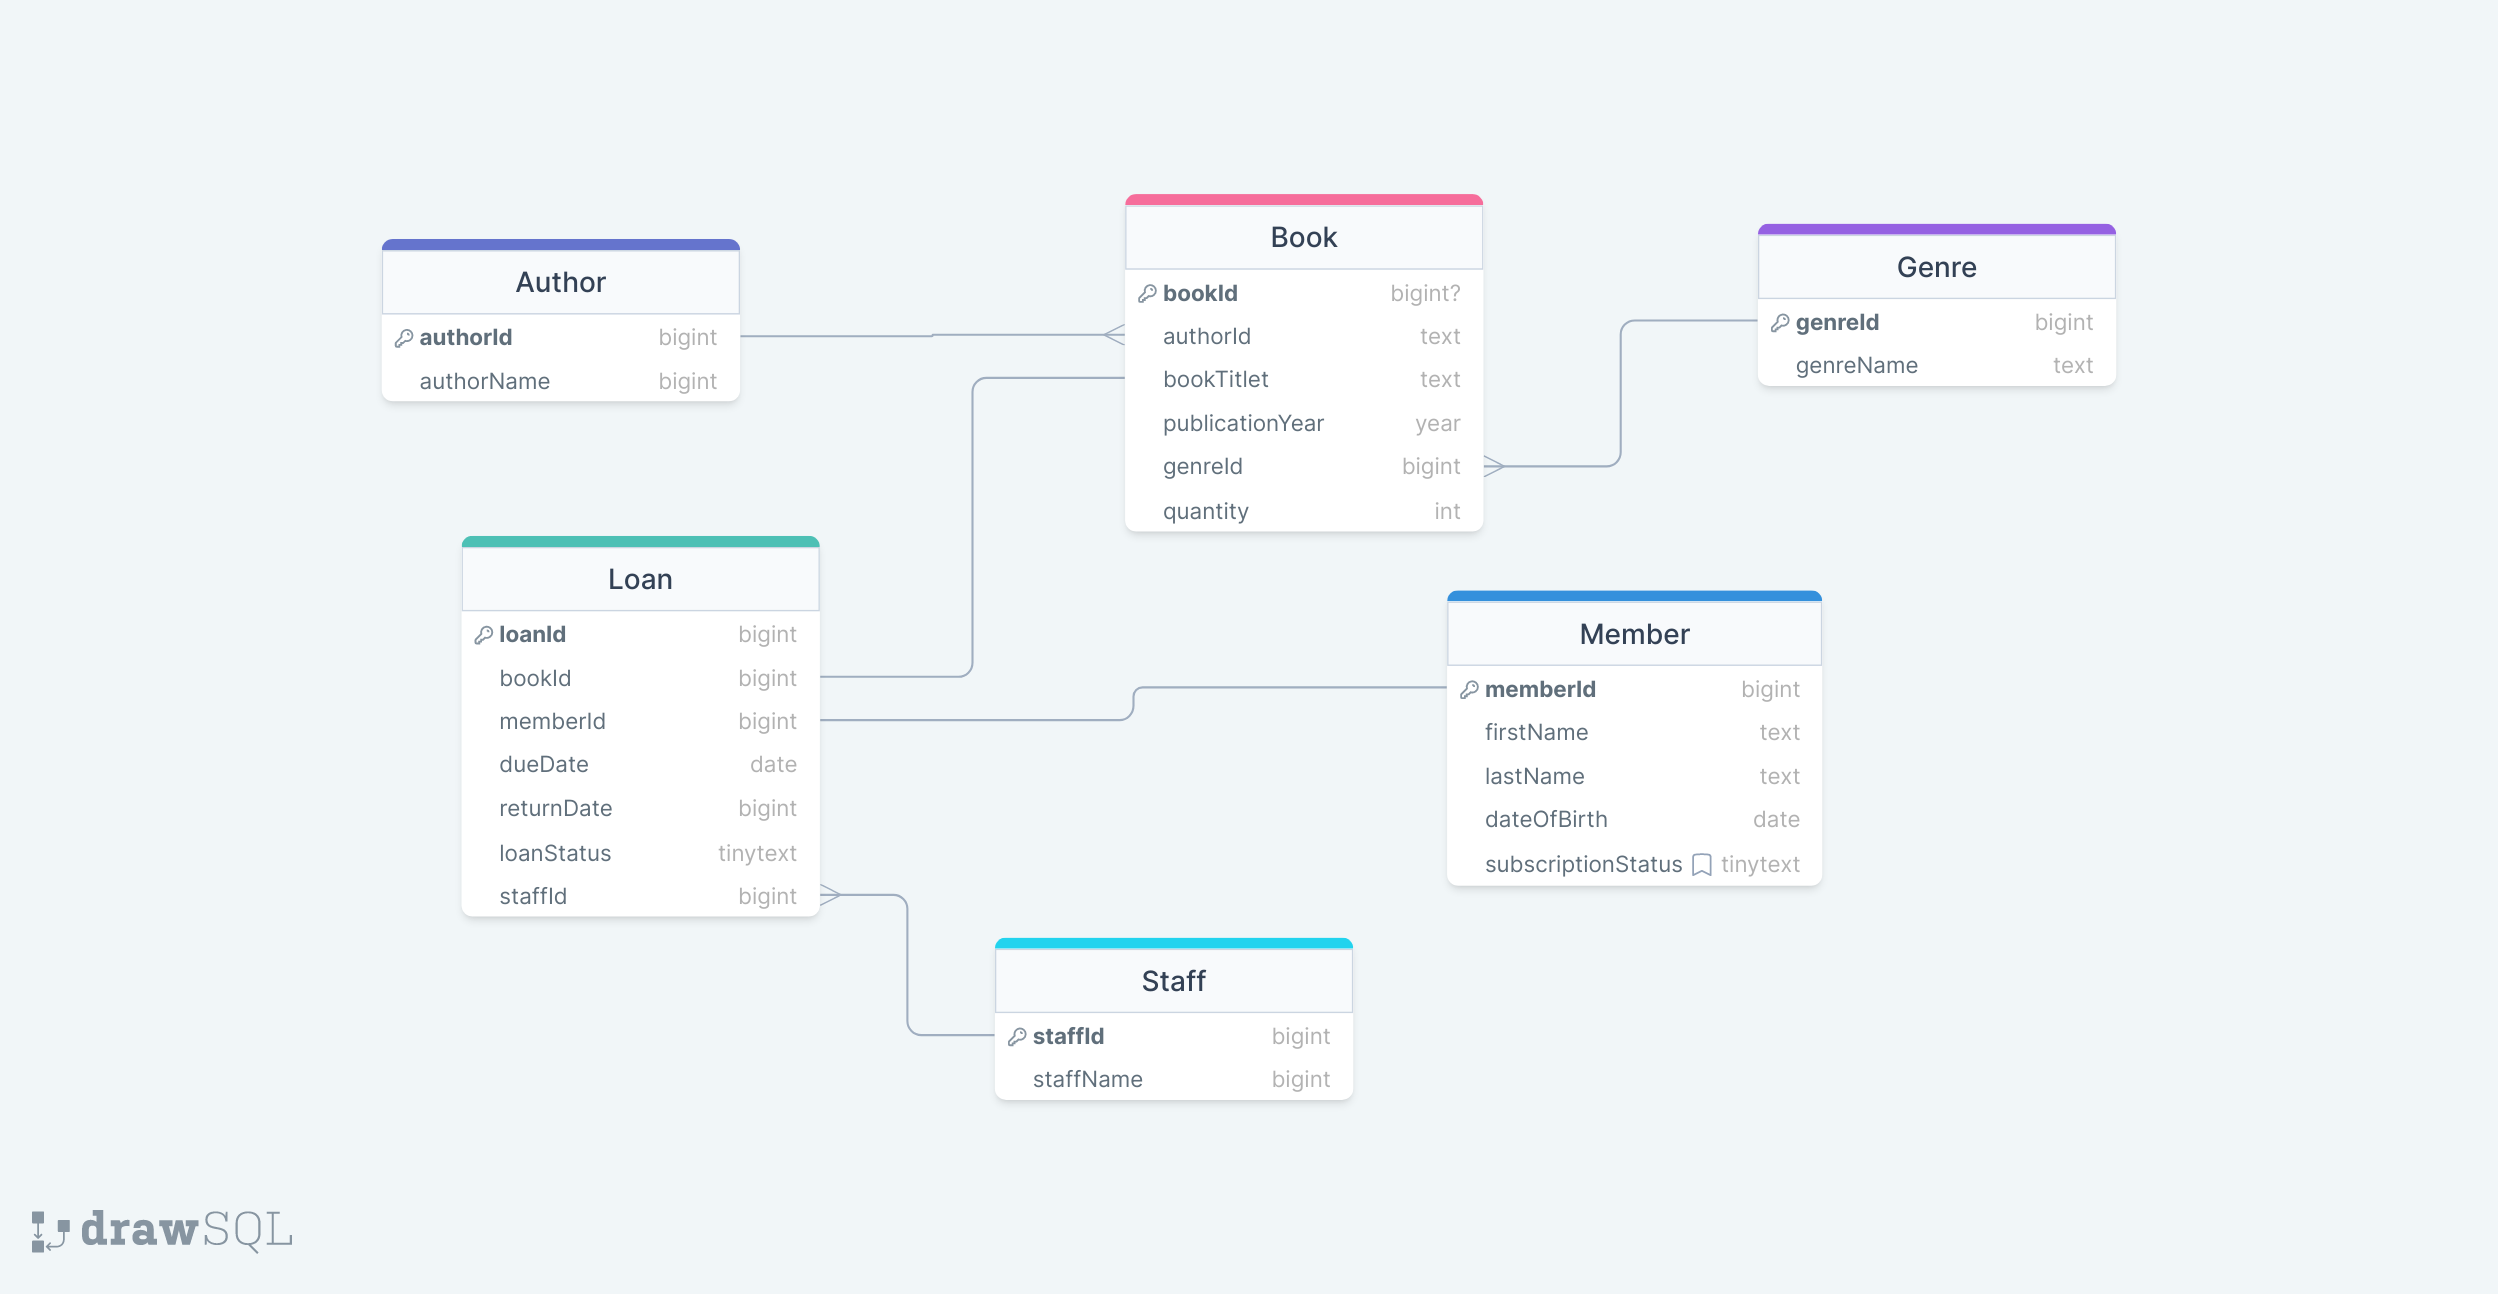 Author
authorId bigint
authorName bigint
Book
bookId bigint?
authorId text
bookTitlet text
publicationYear year
genreId bigint
quantity int
Genre
genreId bigint
genreName text
Loan
loanId bigint
bookId bigint
memberId bigint
dueDate date
returnDate bigint
loanStatus tinytext
staffId bigint
Member
memberId bigint
firstName text
lastName text
dateOfBirth date
subscriptionStatus tinytext
Staff
staffId bigint
staffName bigint
drawSQL